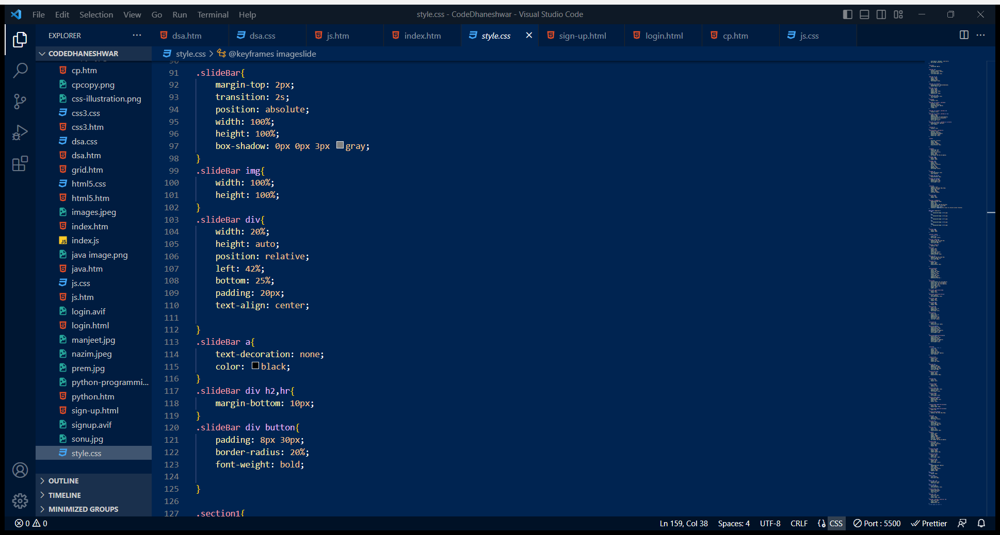 File Edit Selection View Go Run Terminal Help style.css - CodeDhaneshwar - Visual Studio Code
EXPLORER ··· dsa.htm dsa.css js.htm index.htm style.css sign-up.html login.html cp.htm js.css ···
CODEDHANESHWAR
style.css > @keyframes imageslide
cp.htm
cpcopy.png
css-illustration.png
css3.css
css3.htm
dsa.css
dsa.htm
grid.htm
html5.css
html5.htm
images.jpeg
index.htm
JS index.js
java image.png
java.htm
js.css
js.htm
login.avif
login.html
manjeet.jpg
nazim.jpeg
prem.jpg
python-programmi...
python.htm
sign-up.html
signup.avif
sonu.jpg
style.css
OUTLINE
TIMELINE
MINIMIZED GROUPS
90
91 .slideBar{
92 margin-top: 2px;
93 transition: 2s;
94 position: absolute;
95 width: 100%;
96 height: 100%;
97 box-shadow: 0px 0px 3px gray;
98 }
99 .slideBar img{
100 width: 100%;
101 height: 100%;
102 }
103 .slideBar div{
104 width: 20%;
105 height: auto;
106 position: relative;
107 left: 42%;
108 bottom: 25%;
109 padding: 20px;
110 text-align: center;
111
112 }
113 .slideBar a{
114 text-decoration: none;
115 color: black;
116 }
117 .slideBar div h2,hr{
118 margin-bottom: 10px;
119 }
120 .slideBar div button{
121 padding: 8px 30px;
122 border-radius: 20%;
123 font-weight: bold;
124
125 }
126
127 .section1{
0 0 Ln 159, Col 38 Spaces: 4 UTF-8 CRLF CSS Port : 5500 Prettier